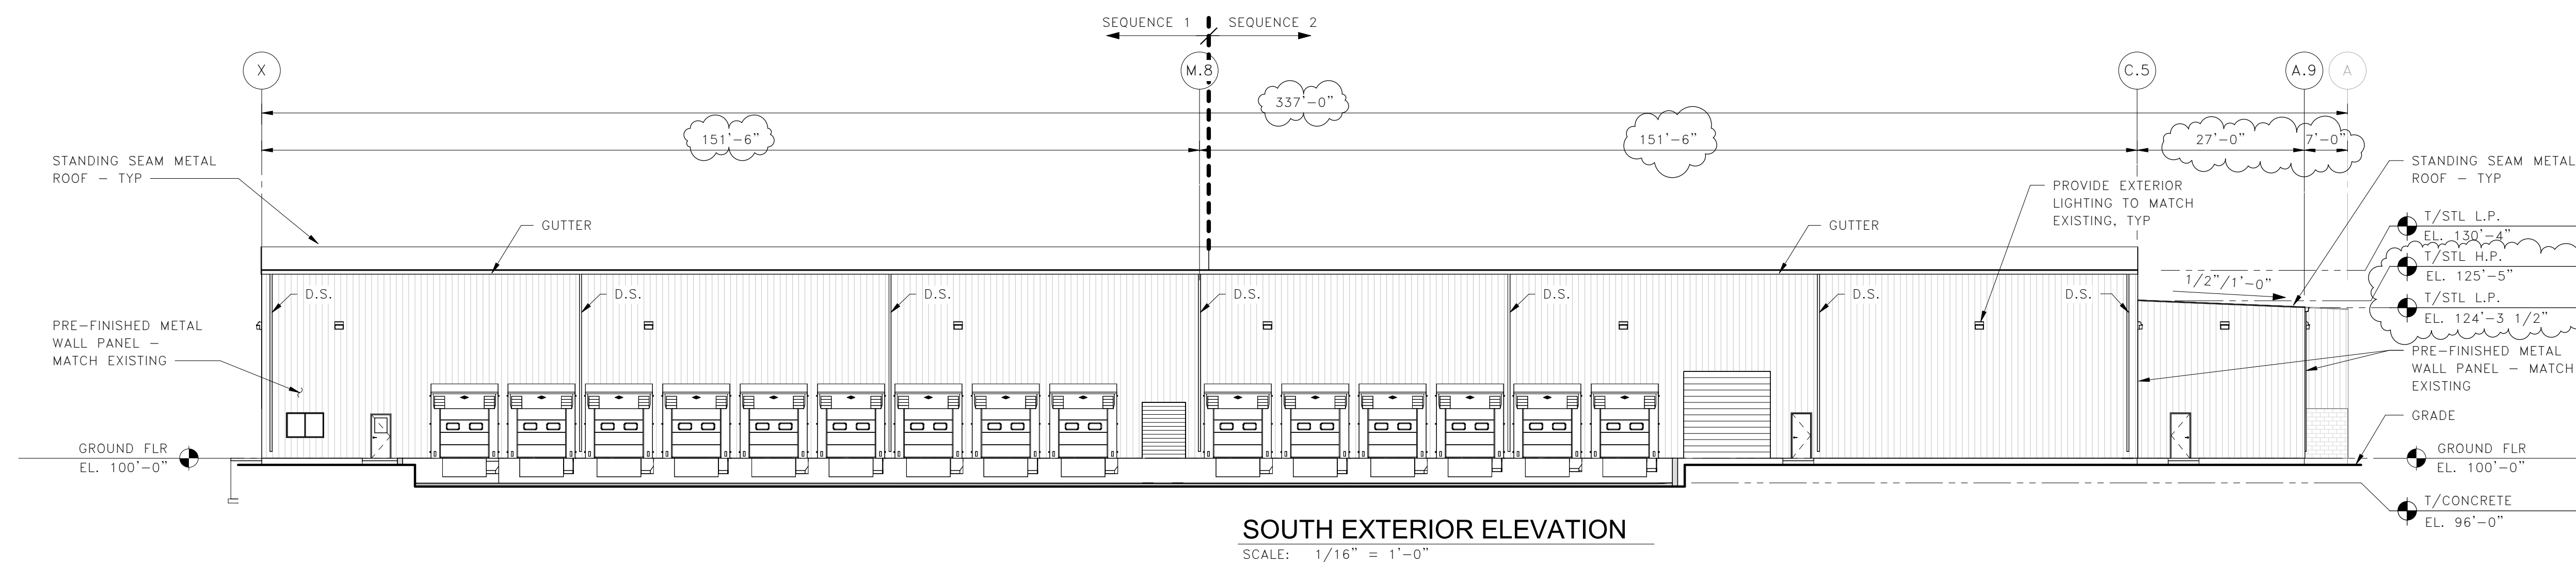 SEQUENCE 1
SEQUENCE 2
X
M.8
C.5
A.9
A
337'-0"
151'-6"
151'-6"
27'-0"
7'-0"
STANDING SEAM METAL
ROOF - TYP
STANDING SEAM METAL
ROOF - TYP
PROVIDE EXTERIOR
LIGHTING TO MATCH
EXISTING, TYP
GUTTER
GUTTER
T/STL L.P.
EL. 130'-4"
T/STL H.P.
EL. 125'-5"
1/2"/1'-0"
T/STL L.P.
EL. 124'-3 1/2"
D.S.
D.S.
D.S.
D.S.
D.S.
D.S.
D.S.
PRE-FINISHED METAL
WALL PANEL -
MATCH EXISTING
PRE-FINISHED METAL
WALL PANEL - MATCH
EXISTING
GRADE
GROUND FLR
EL. 100'-0"
GROUND FLR
EL. 100'-0"
T/CONCRETE
EL. 96'-0"
SOUTH EXTERIOR ELEVATION
SCALE: 1/16" = 1'-0"